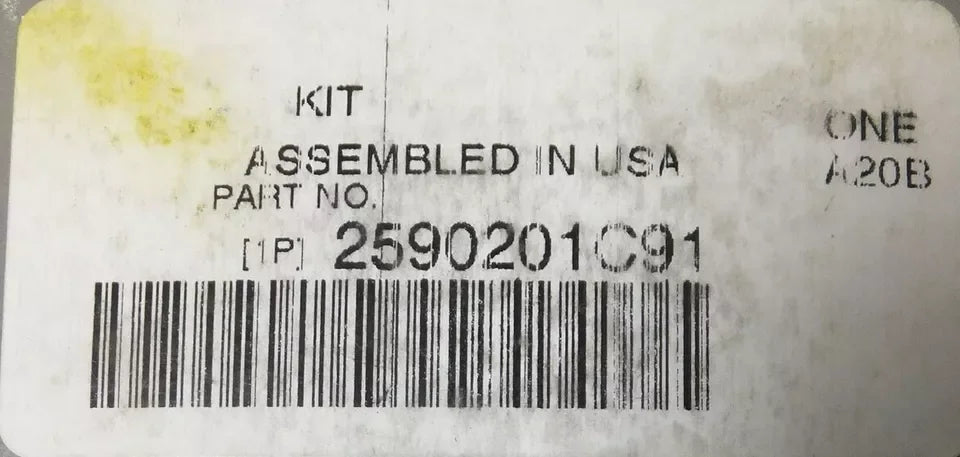 KIT
ONE
ASSEMBLED IN USA
A20B
PART NO.
[1P] 2590201C91